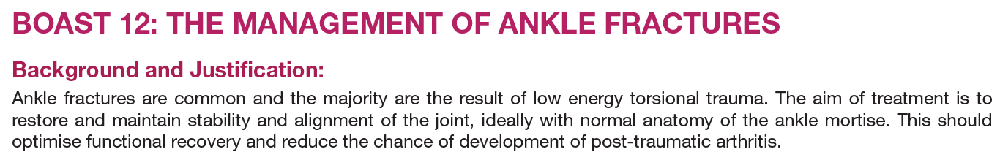 BOAST 12: THE MANAGEMENT OF ANKLE FRACTURES
Background and Justification:
Ankle fractures are common and the majority are the result of low energy torsional trauma. The aim of treatment is to
restore and maintain stability and alignment of the joint, ideally with normal anatomy of the ankle mortise. This should
optimise functional recovery and reduce the chance of development of post-traumatic arthritis.